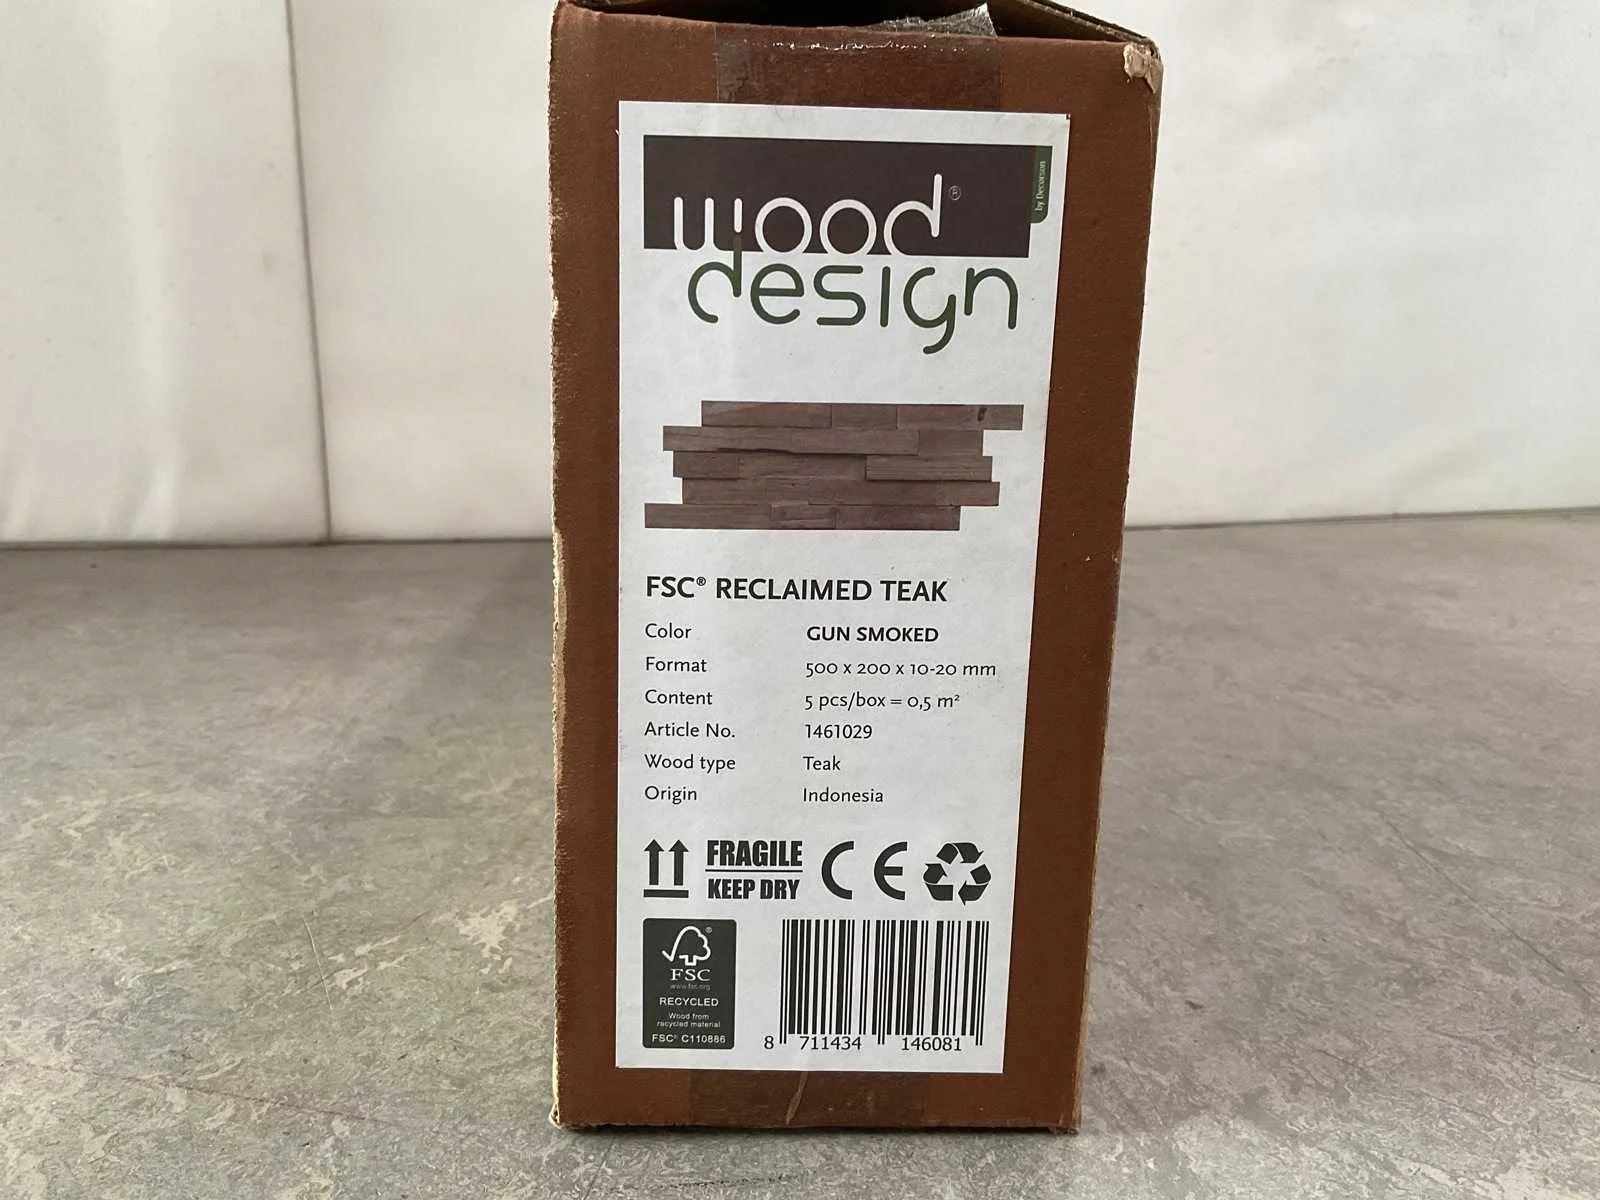 wood®
by Decorson
design
FSC® RECLAIMED TEAK
Color GUN SMOKED
Format 500 x 200 x 10-20 mm
Content 5 pcs/box = 0,5 m²
Article No. 1461029
Wood type Teak
Origin Indonesia
FRAGILE
KEEP DRY
CE
FSC®
www.fsc.org
RECYCLED
Wood from
recycled material
FSC® C110886
8 711434 146081